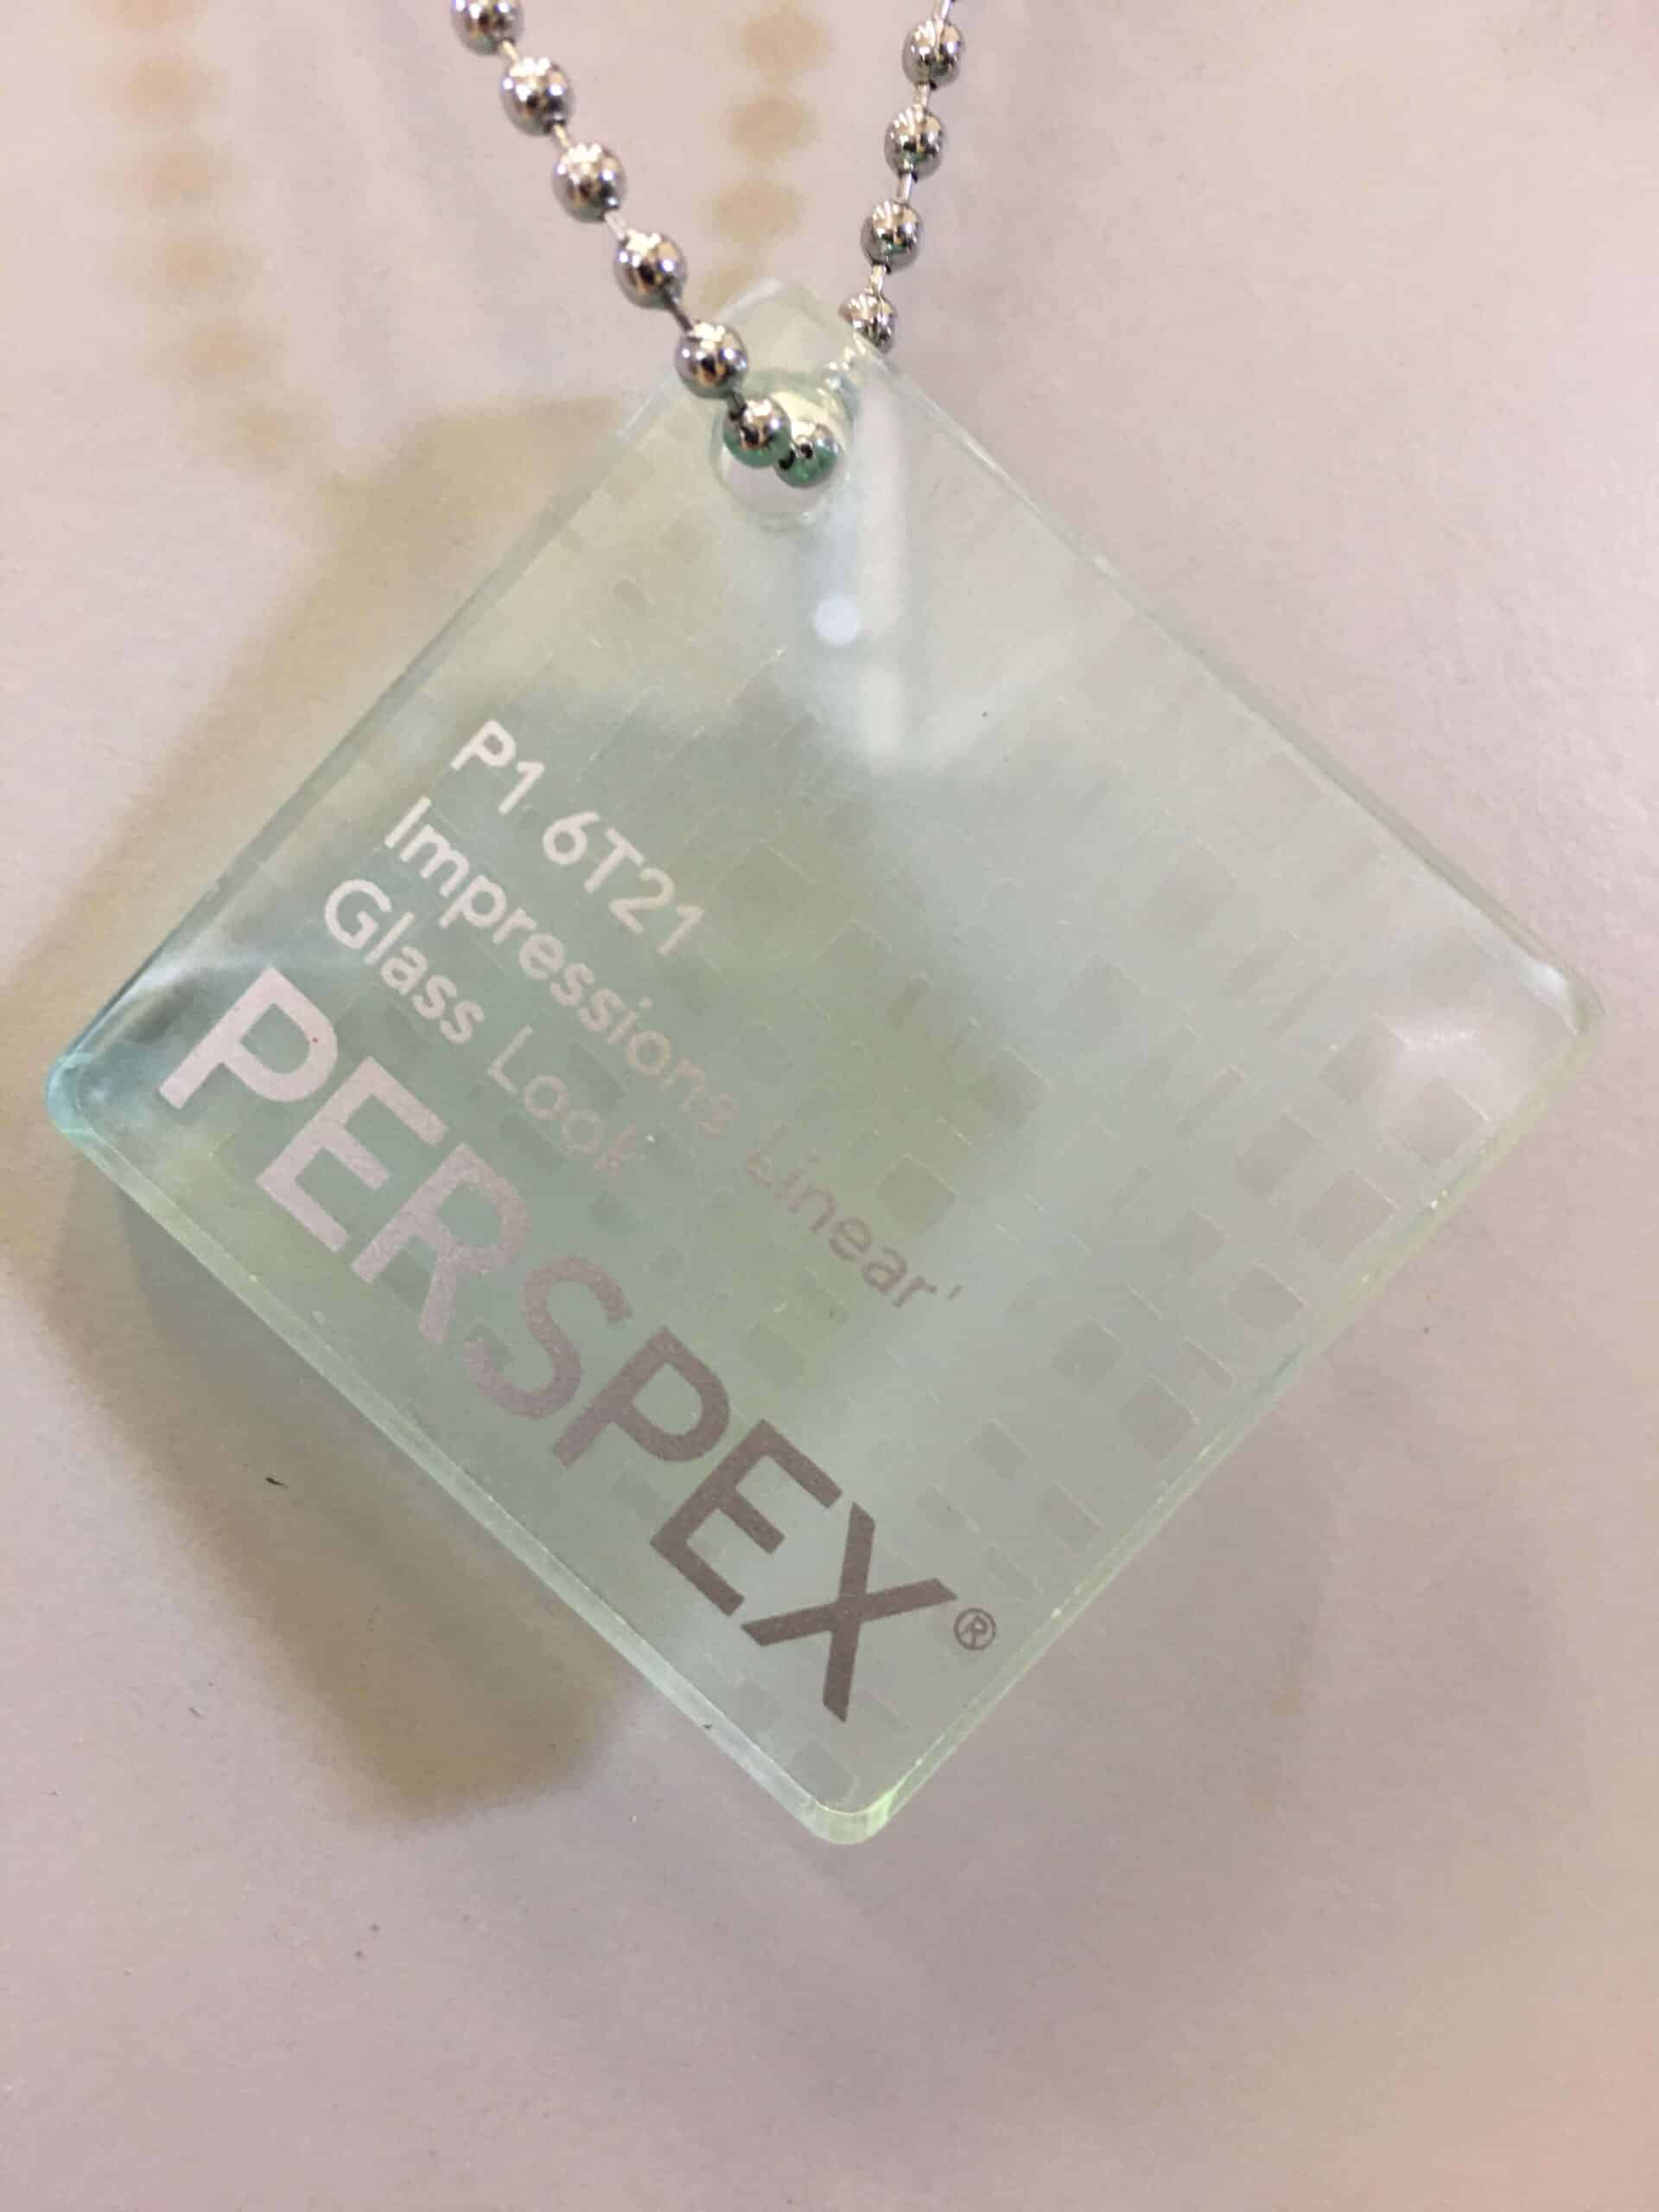 P1 6T21
Impressions Linear'
Glass Look
PERSPEX®